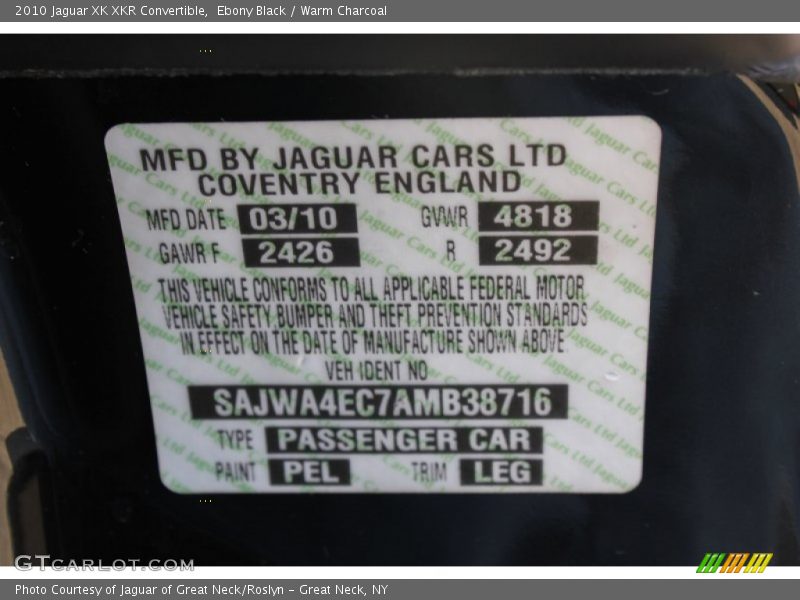 2010 Jaguar XK XKR Convertible, Ebony Black / Warm Charcoal
MFD BY JAGUAR CARS LTD
COVENTRY ENGLAND
MFD DATE 03/10 GVWR 4818
GAWR F 2426 R 2492
THIS VEHICLE CONFORMS TO ALL APPLICABLE FEDERAL MOTOR
VEHICLE SAFETY BUMPER AND THEFT PREVENTION STANDARDS
IN EFFECT ON THE DATE OF MANUFACTURE SHOWN ABOVE
VEH IDENT NO
SAJWA4EC7AMB38716
TYPE PASSENGER CAR
PAINT PEL TRIM LEG
GTCARLOT.COM
Photo Courtesy of Jaguar of Great Neck/Roslyn – Great Neck, NY